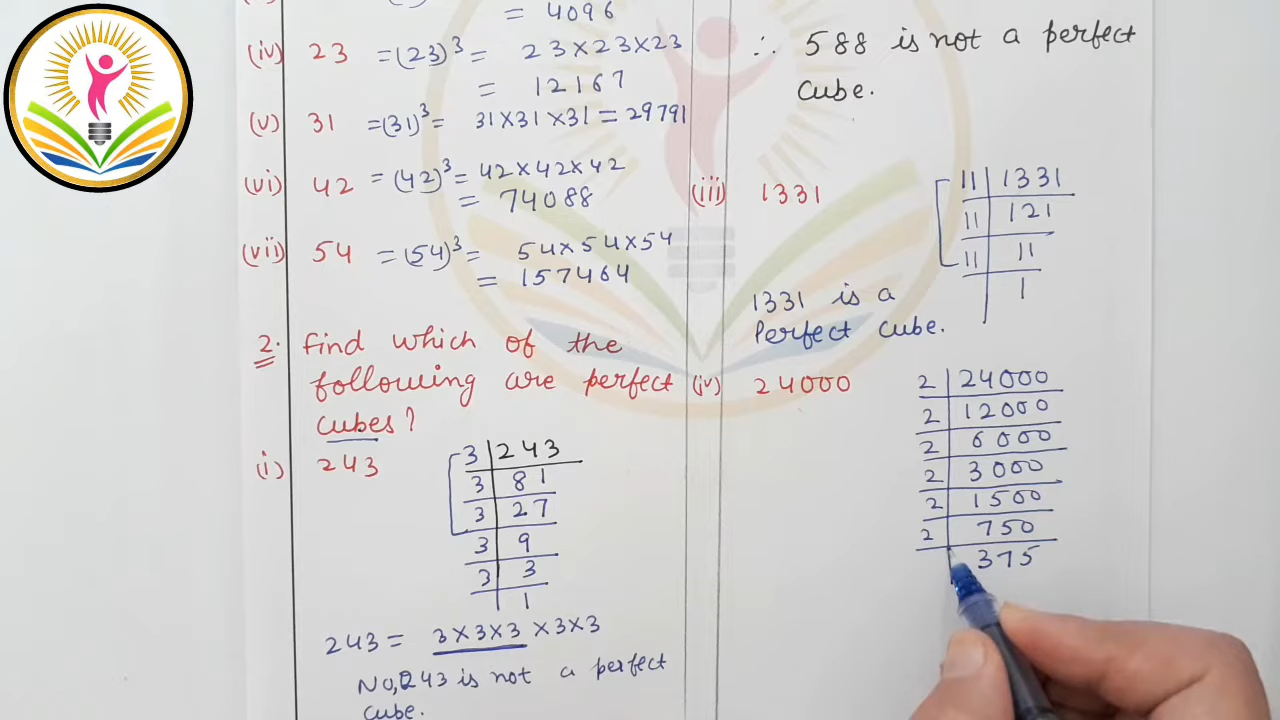 = 4096
(iv) 23 =(23)³ = 23×23×23
= 12167
(v) 31 =(31)³= 31×31×31 = 29791
(vi) 42 = (42)³ = 42×42×42
= 74088
(vii) 54 = (54)³ = 54×54×54
= 157464
2. Find which of the
following are perfect
cubes?
(i) 243
3 | 243
3 | 81
3 | 27
3 | 9
3 | 3
| 1
243 = 3×3×3 ×3×3
No, 243 is not a perfect
cube.
∴ 588 is not a perfect
cube.
(iii) 1331
11 | 1331
11 | 121
11 | 11
| 1
1331 is a
Perfect cube.
(iv) 24000
2 | 24000
2 | 12000
2 | 6000
2 | 3000
2 | 1500
2 | 750
375